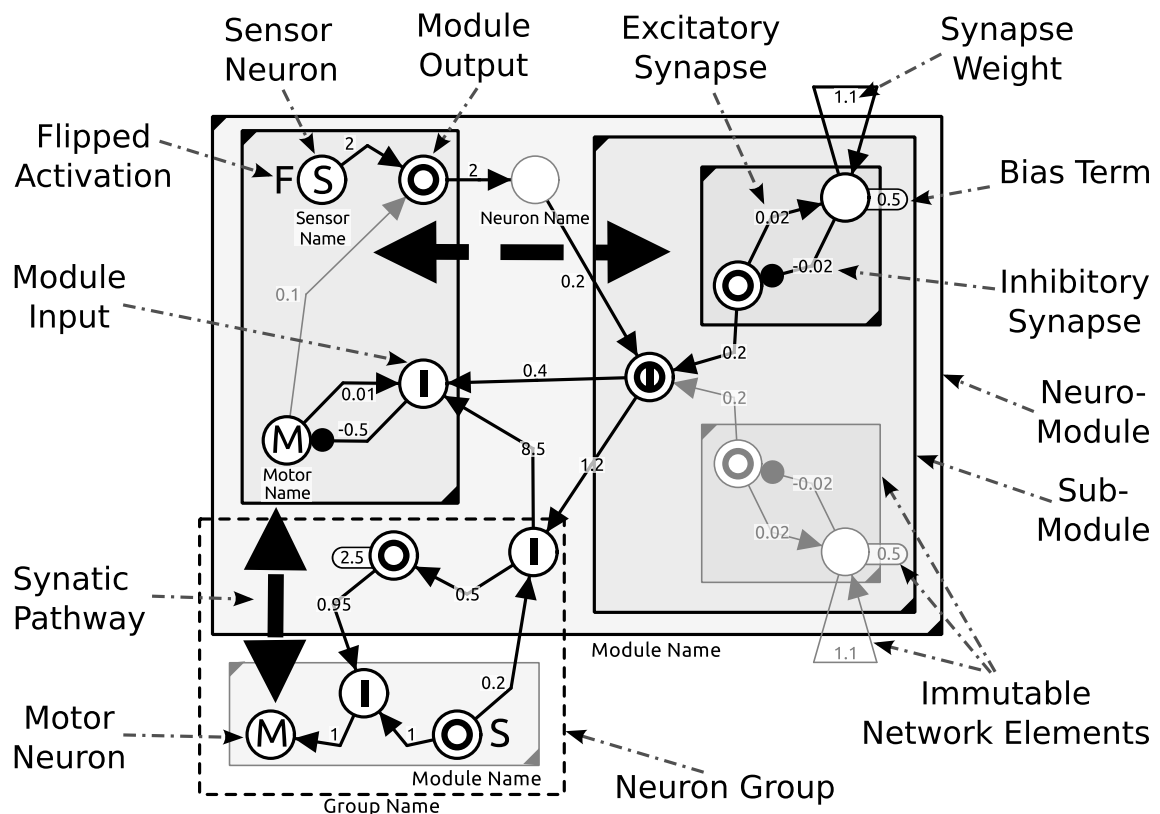 Sensor
Neuron
Module
Output
Excitatory
Synapse
Synapse
Weight
1.1
Flipped
Activation
F
S
Sensor
Name
2
2
Neuron Name
0.02
-0.02
0.5
Bias Term
Module
Input
0.1
0.2
Inhibitory
Synapse
I
0.01
-0.5
M
Motor
Name
0.4
I
0.2
0.2
Neuro-
Module
8.5
1.2
-0.02
0.02
0.5
Sub-
Module
Synatic
Pathway
2.5
I
0.5
0.95
Module Name
1.1
Immutable
Network Elements
Motor
Neuron
M
I
1
1
0.2
S
Module Name
Group Name
Neuron Group